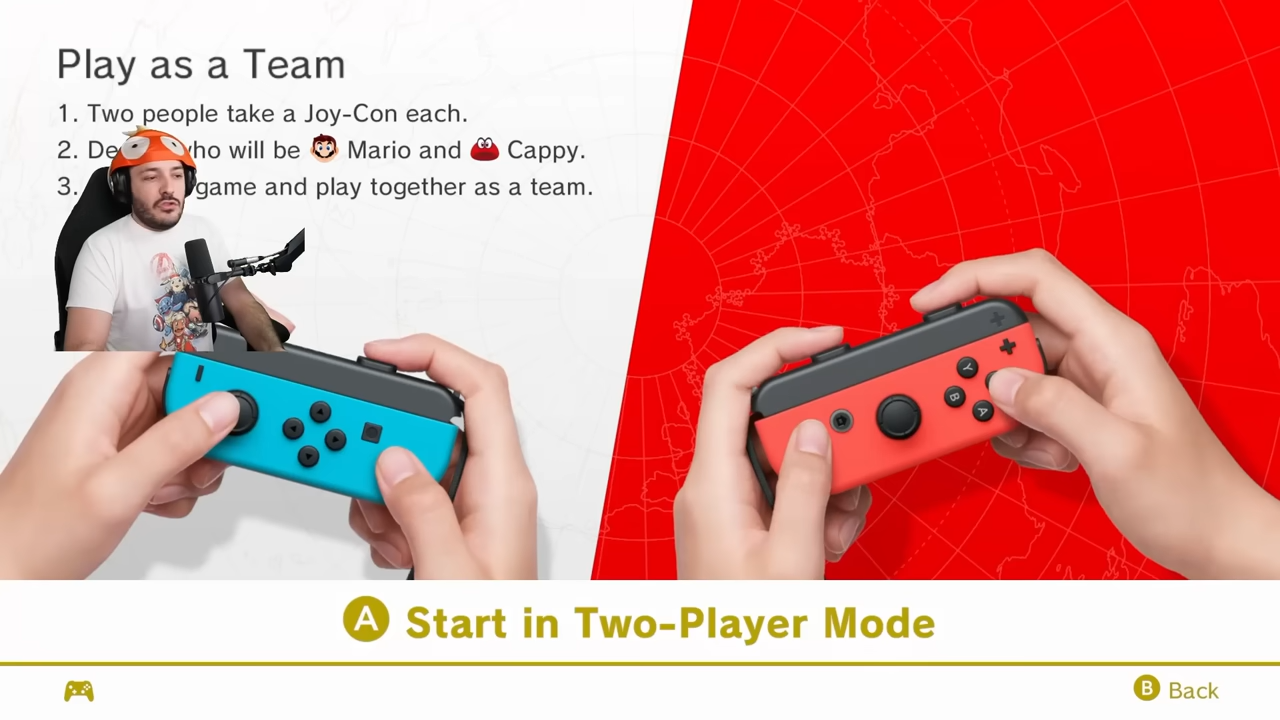 Play as a Team
1. Two people take a Joy-Con each.
2. De who will be Mario and Cappy.
3. game and play together as a team.
Y
B
A
A Start in Two-Player Mode
B Back